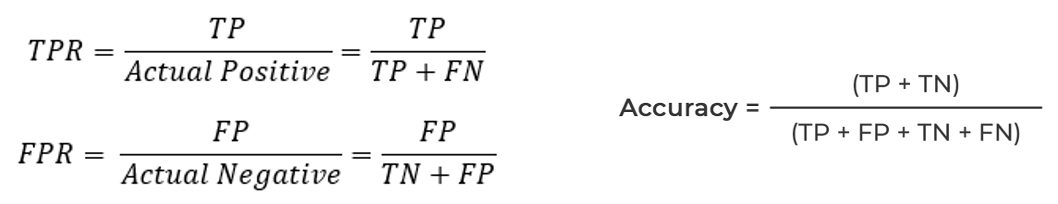 TPR = TP / Actual Positive = TP / TP + FN
FPR = FP / Actual Negative = FP / TN + FP
Accuracy = (TP + TN) / (TP + FP + TN + FN)